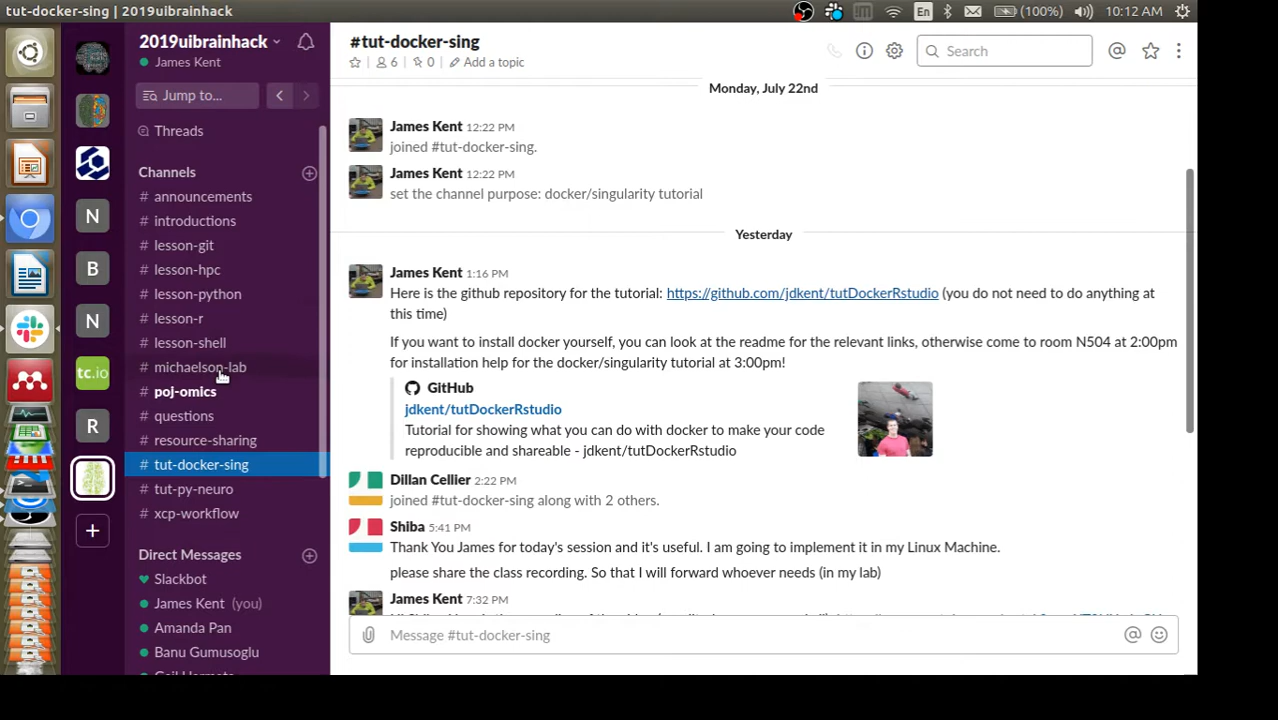 tut-docker-sing | 2019uibrainhack
En
(100%)
10:12 AM
2019uibrainhack
James Kent
Jump to...
Threads
Channels
# announcements
# introductions
# lesson-git
# lesson-hpc
# lesson-python
# lesson-r
# lesson-shell
# michaelson-lab
# poj-omics
# questions
# resource-sharing
# tut-docker-sing
# tut-py-neuro
# xcp-workflow
Direct Messages
Slackbot
James Kent (you)
Amanda Pan
Banu Gumusoglu
N
B
N
tc.io
R
#tut-docker-sing
6
0
Add a topic
Search
Monday, July 22nd
James Kent 12:22 PM
joined #tut-docker-sing.
James Kent 12:22 PM
set the channel purpose: docker/singularity tutorial
Yesterday
James Kent 1:16 PM
Here is the github repository for the tutorial: https://github.com/jdkent/tutDockerRstudio (you do not need to do anything at
this time)
If you want to install docker yourself, you can look at the readme for the relevant links, otherwise come to room N504 at 2:00pm
for installation help for the docker/singularity tutorial at 3:00pm!
GitHub
jdkent/tutDockerRstudio
Tutorial for showing what you can do with docker to make your code
reproducible and shareable - jdkent/tutDockerRstudio
Dillan Cellier 2:22 PM
joined #tut-docker-sing along with 2 others.
Shiba 5:41 PM
Thank You James for today's session and it's useful. I am going to implement it in my Linux Machine.
please share the class recording. So that I will forward whoever needs (in my lab)
James Kent 7:32 PM
Message #tut-docker-sing